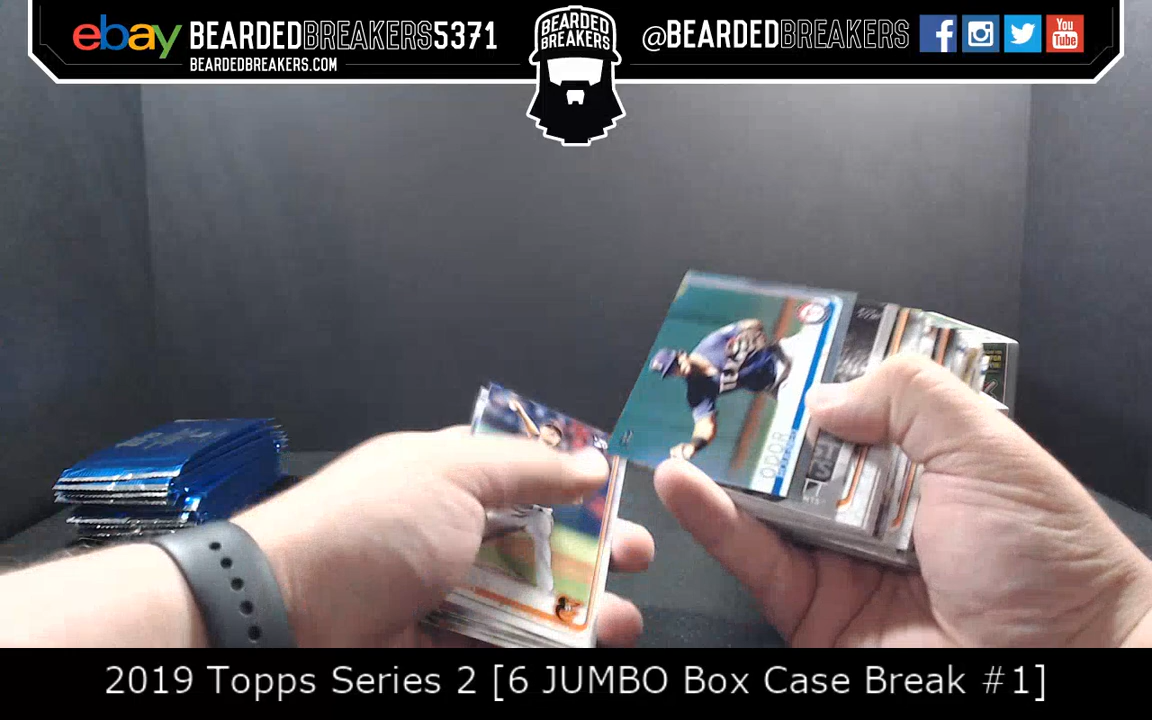 ebay BEARDEDBREAKERS5371
BEARDEDBREAKERS.COM
BEARDED
BREAKERS
@BEARDEDBREAKERS
You
Tube
ODOR
2019 Topps Series 2 [6 JUMBO Box Case Break #1]